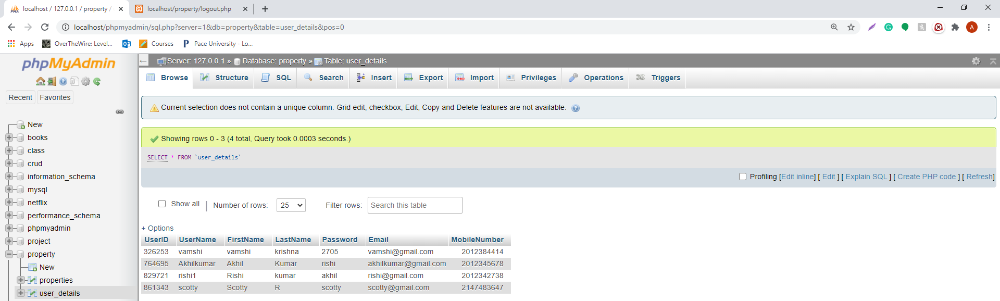 localhost / 127.0.0.1 / property /
localhost/property/logout.php
localhost/phpmyadmin/sql.php?server=1&db=property&table=user_details&pos=0
A
Apps
OverTheWire: Level...
Courses
Pace University - Lo...
phpMyAdmin
Server: 127.0.0.1 » Database: property » Table: user_details
Browse Structure SQL Search Insert Export Import Privileges Operations Triggers
Recent Favorites
Current selection does not contain a unique column. Grid edit, checkbox, Edit, Copy and Delete features are not available.
New
books
class
crud
information_schema
mysql
netflix
performance_schema
phpmyadmin
project
property
New
properties
user_details
Showing rows 0 - 3 (4 total, Query took 0.0003 seconds.)
SELECT * FROM `user_details`
Profiling [Edit inline] [ Edit ] [ Explain SQL ] [ Create PHP code ] [ Refresh]
Show all | Number of rows: 25 Filter rows: Search this table
+ Options
UserID UserName FirstName LastName Password Email MobileNumber
326253 vamshi vamshi krishna 2705 vamshi@gmail.com 2012384414
764695 Akhilkumar Akhil Kumar rishi akhilkumar@gmail.com 2012345678
829721 rishi1 Rishi kumar akhil rishi@gmail.com 2012342738
861343 scotty Scotty R scotty scotty@gmail.com 2147483647